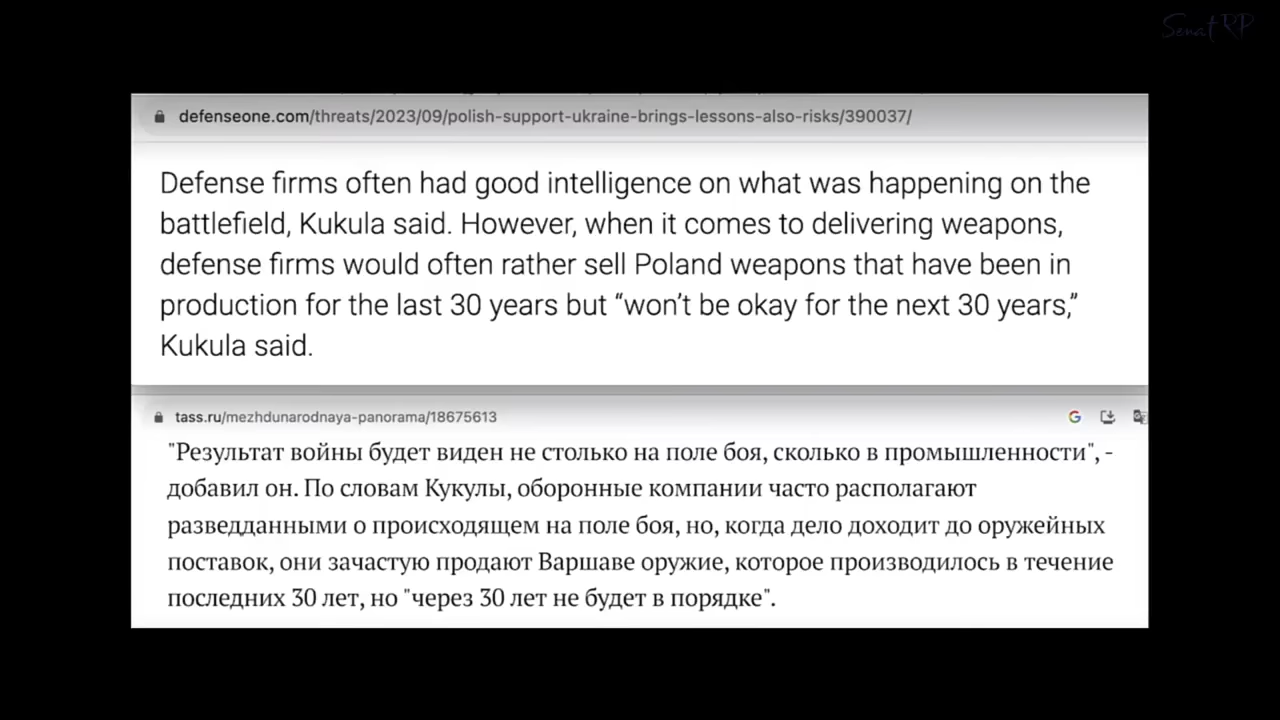 Senat RP
defenseone.com/threats/2023/09/polish-support-ukraine-brings-lessons-also-risks/390037/
Defense firms often had good intelligence on what was happening on the
battlefield, Kukula said. However, when it comes to delivering weapons,
defense firms would often rather sell Poland weapons that have been in
production for the last 30 years but “won’t be okay for the next 30 years,”
Kukula said.
tass.ru/mezhdunarodnaya-panorama/18675613
"Результат войны будет виден не столько на поле боя, сколько в промышленности", -
добавил он. По словам Кукулы, оборонные компании часто располагают
разведданными о происходящем на поле боя, но, когда дело доходит до оружейных
поставок, они зачастую продают Варшаве оружие, которое производилось в течение
последних 30 лет, но "через 30 лет не будет в порядке".